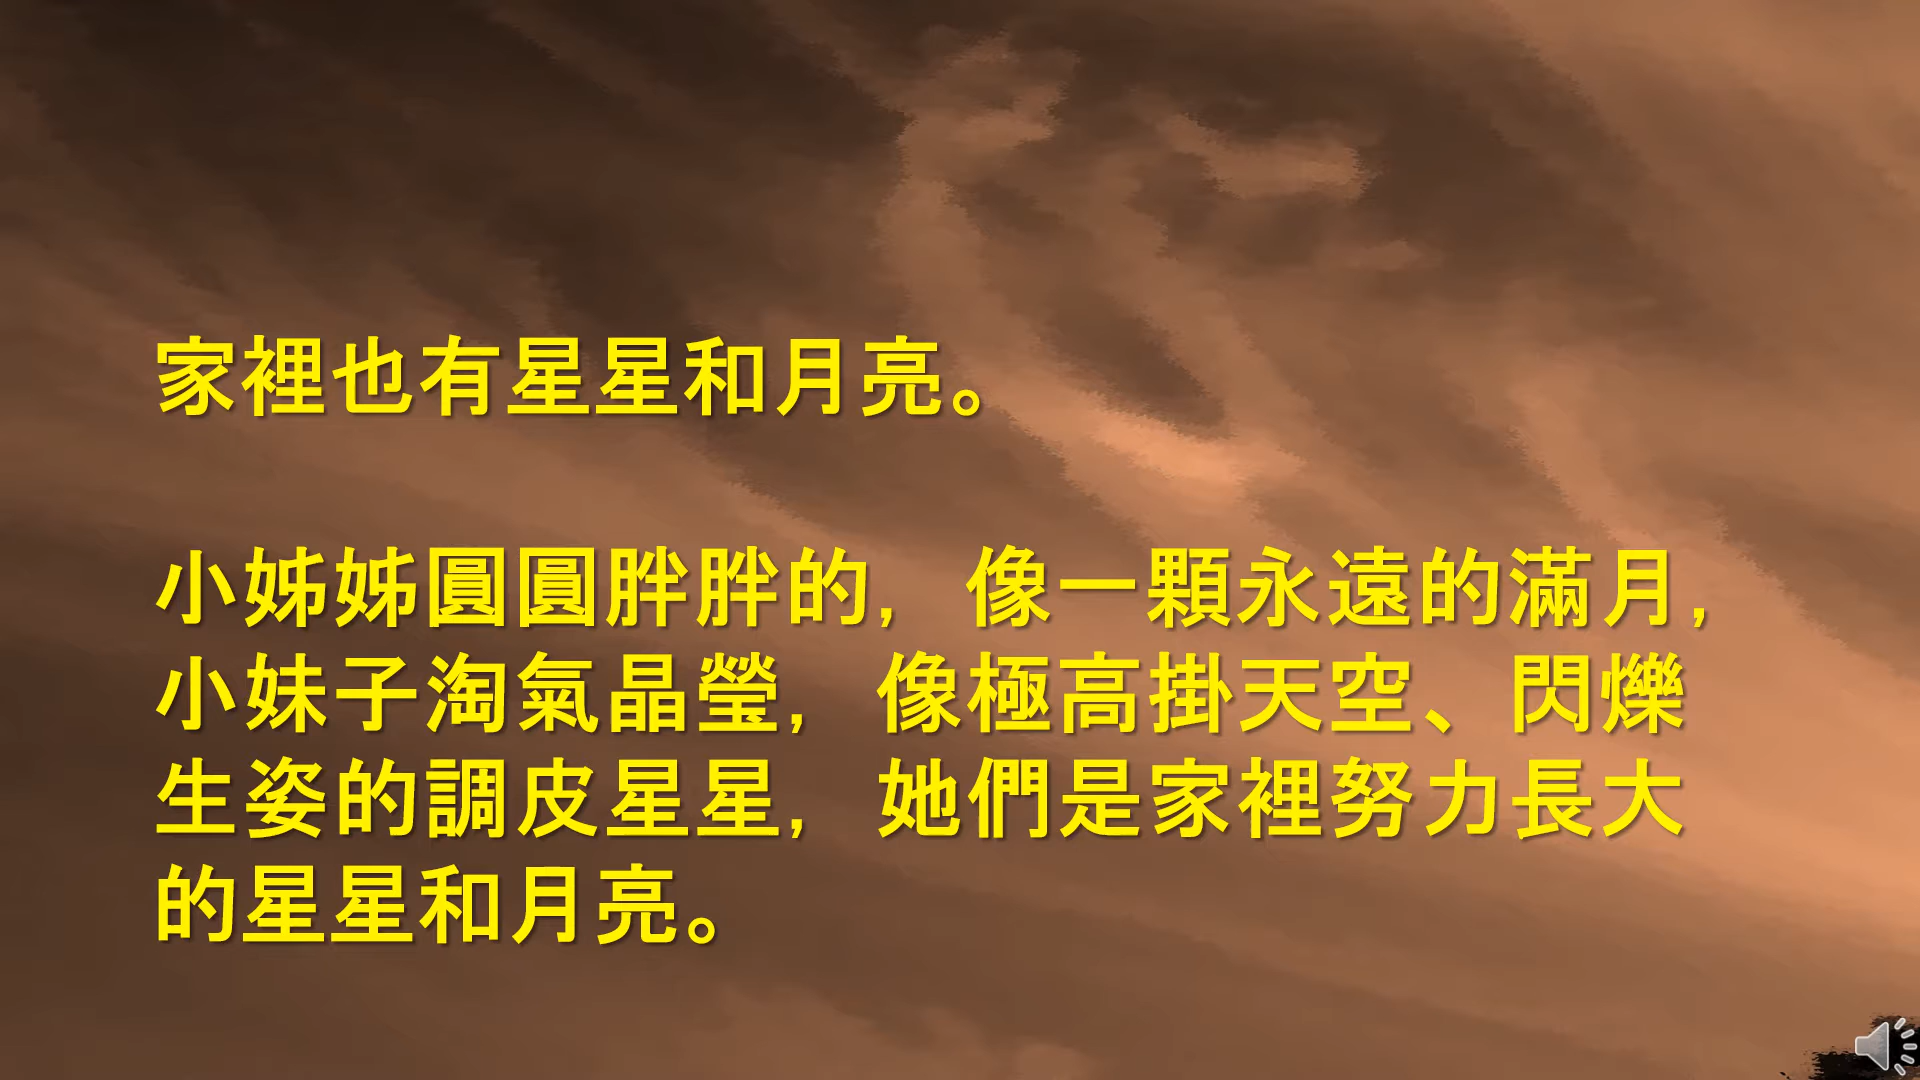 家裡也有星星和月亮。
小姊姊圓圓胖胖的，像一顆永遠的滿月，
小妹子淘氣晶瑩，像極高掛天空、閃爍
生姿的調皮星星，她們是家裡努力長大
的星星和月亮。